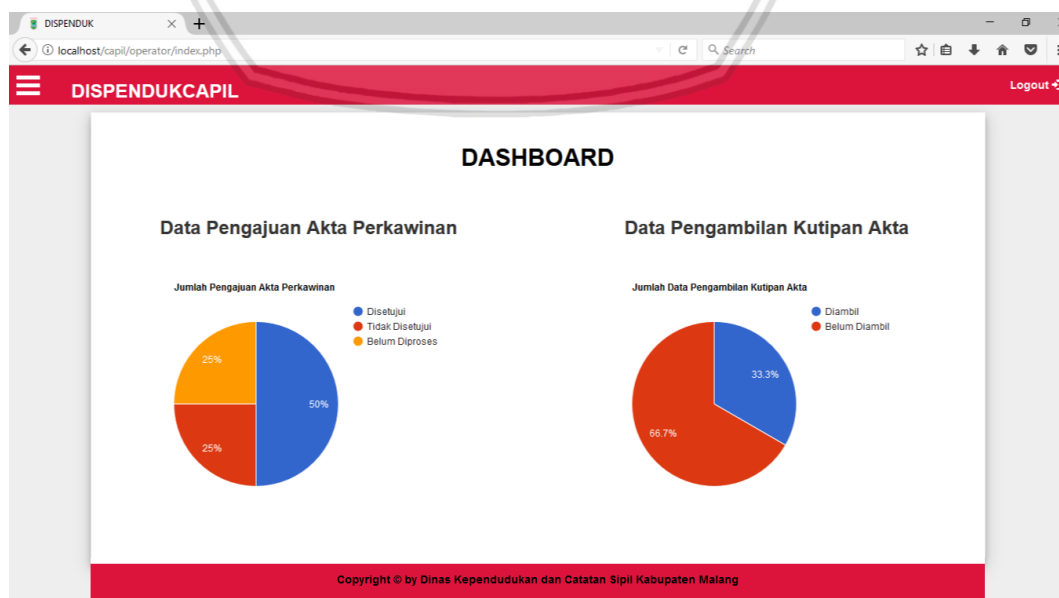 DISPENDUK
localhost/capil/operator/index.php
Search
DISPENDUKCAPIL
Logout
DASHBOARD
Data Pengajuan Akta Perkawinan
Data Pengambilan Kutipan Akta
Jumlah Pengajuan Akta Perkawinan
Disetujui
Tidak Disetujui
Belum Diproses
25%
50%
25%
Jumlah Data Pengambilan Kutipan Akta
Diambil
Belum Diambil
33.3%
66.7%
Copyright © by Dinas Kependudukan dan Catatan Sipil Kabupaten Malang